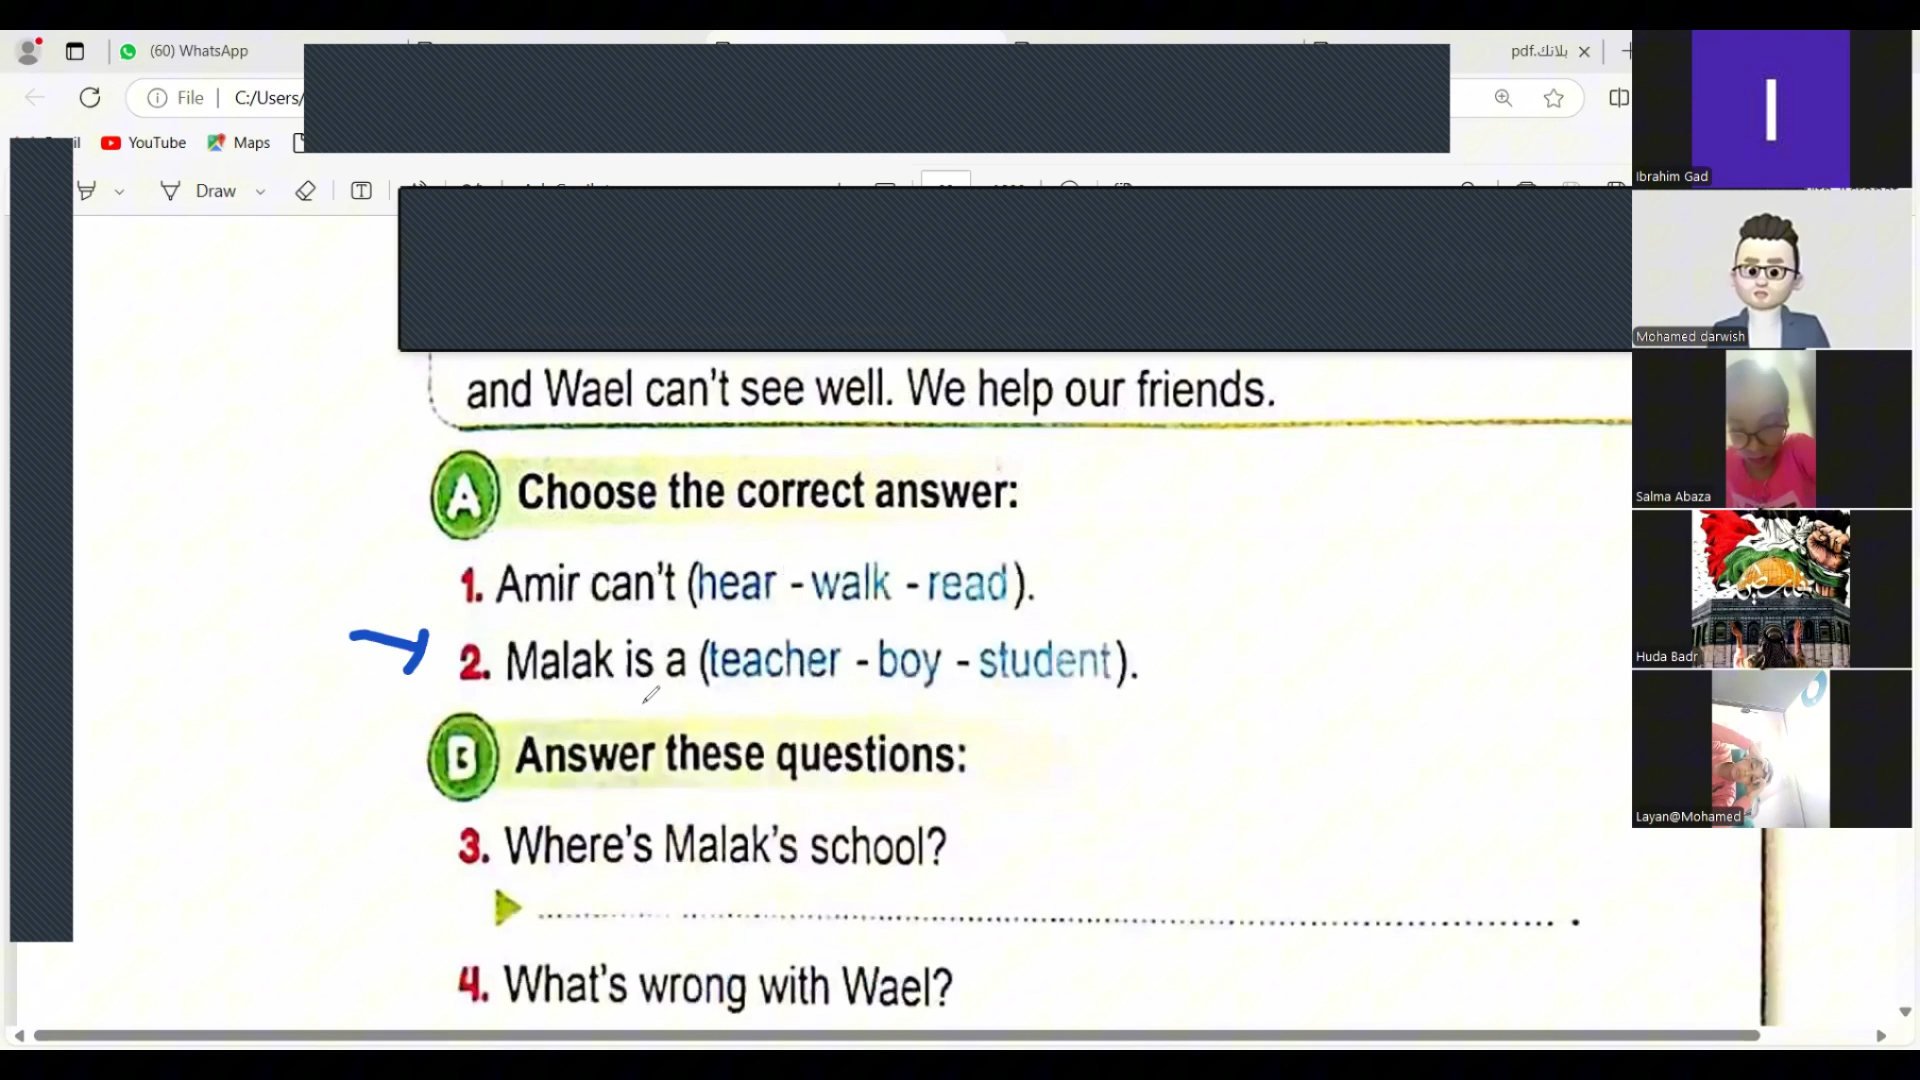 (60) WhatsApp
بلانك.pdf
File
C:/Users/
YouTube
Maps
Draw
and Wael can't see well. We help our friends.
A Choose the correct answer:
1. Amir can't (hear - walk - read).
2. Malak is a (teacher - boy - student).
B Answer these questions:
3. Where's Malak's school?
4. What's wrong with Wael?
I
Ibrahim Gad
Mohamed darwish
Salma Abaza
Huda Badr
Layan@Mohamed